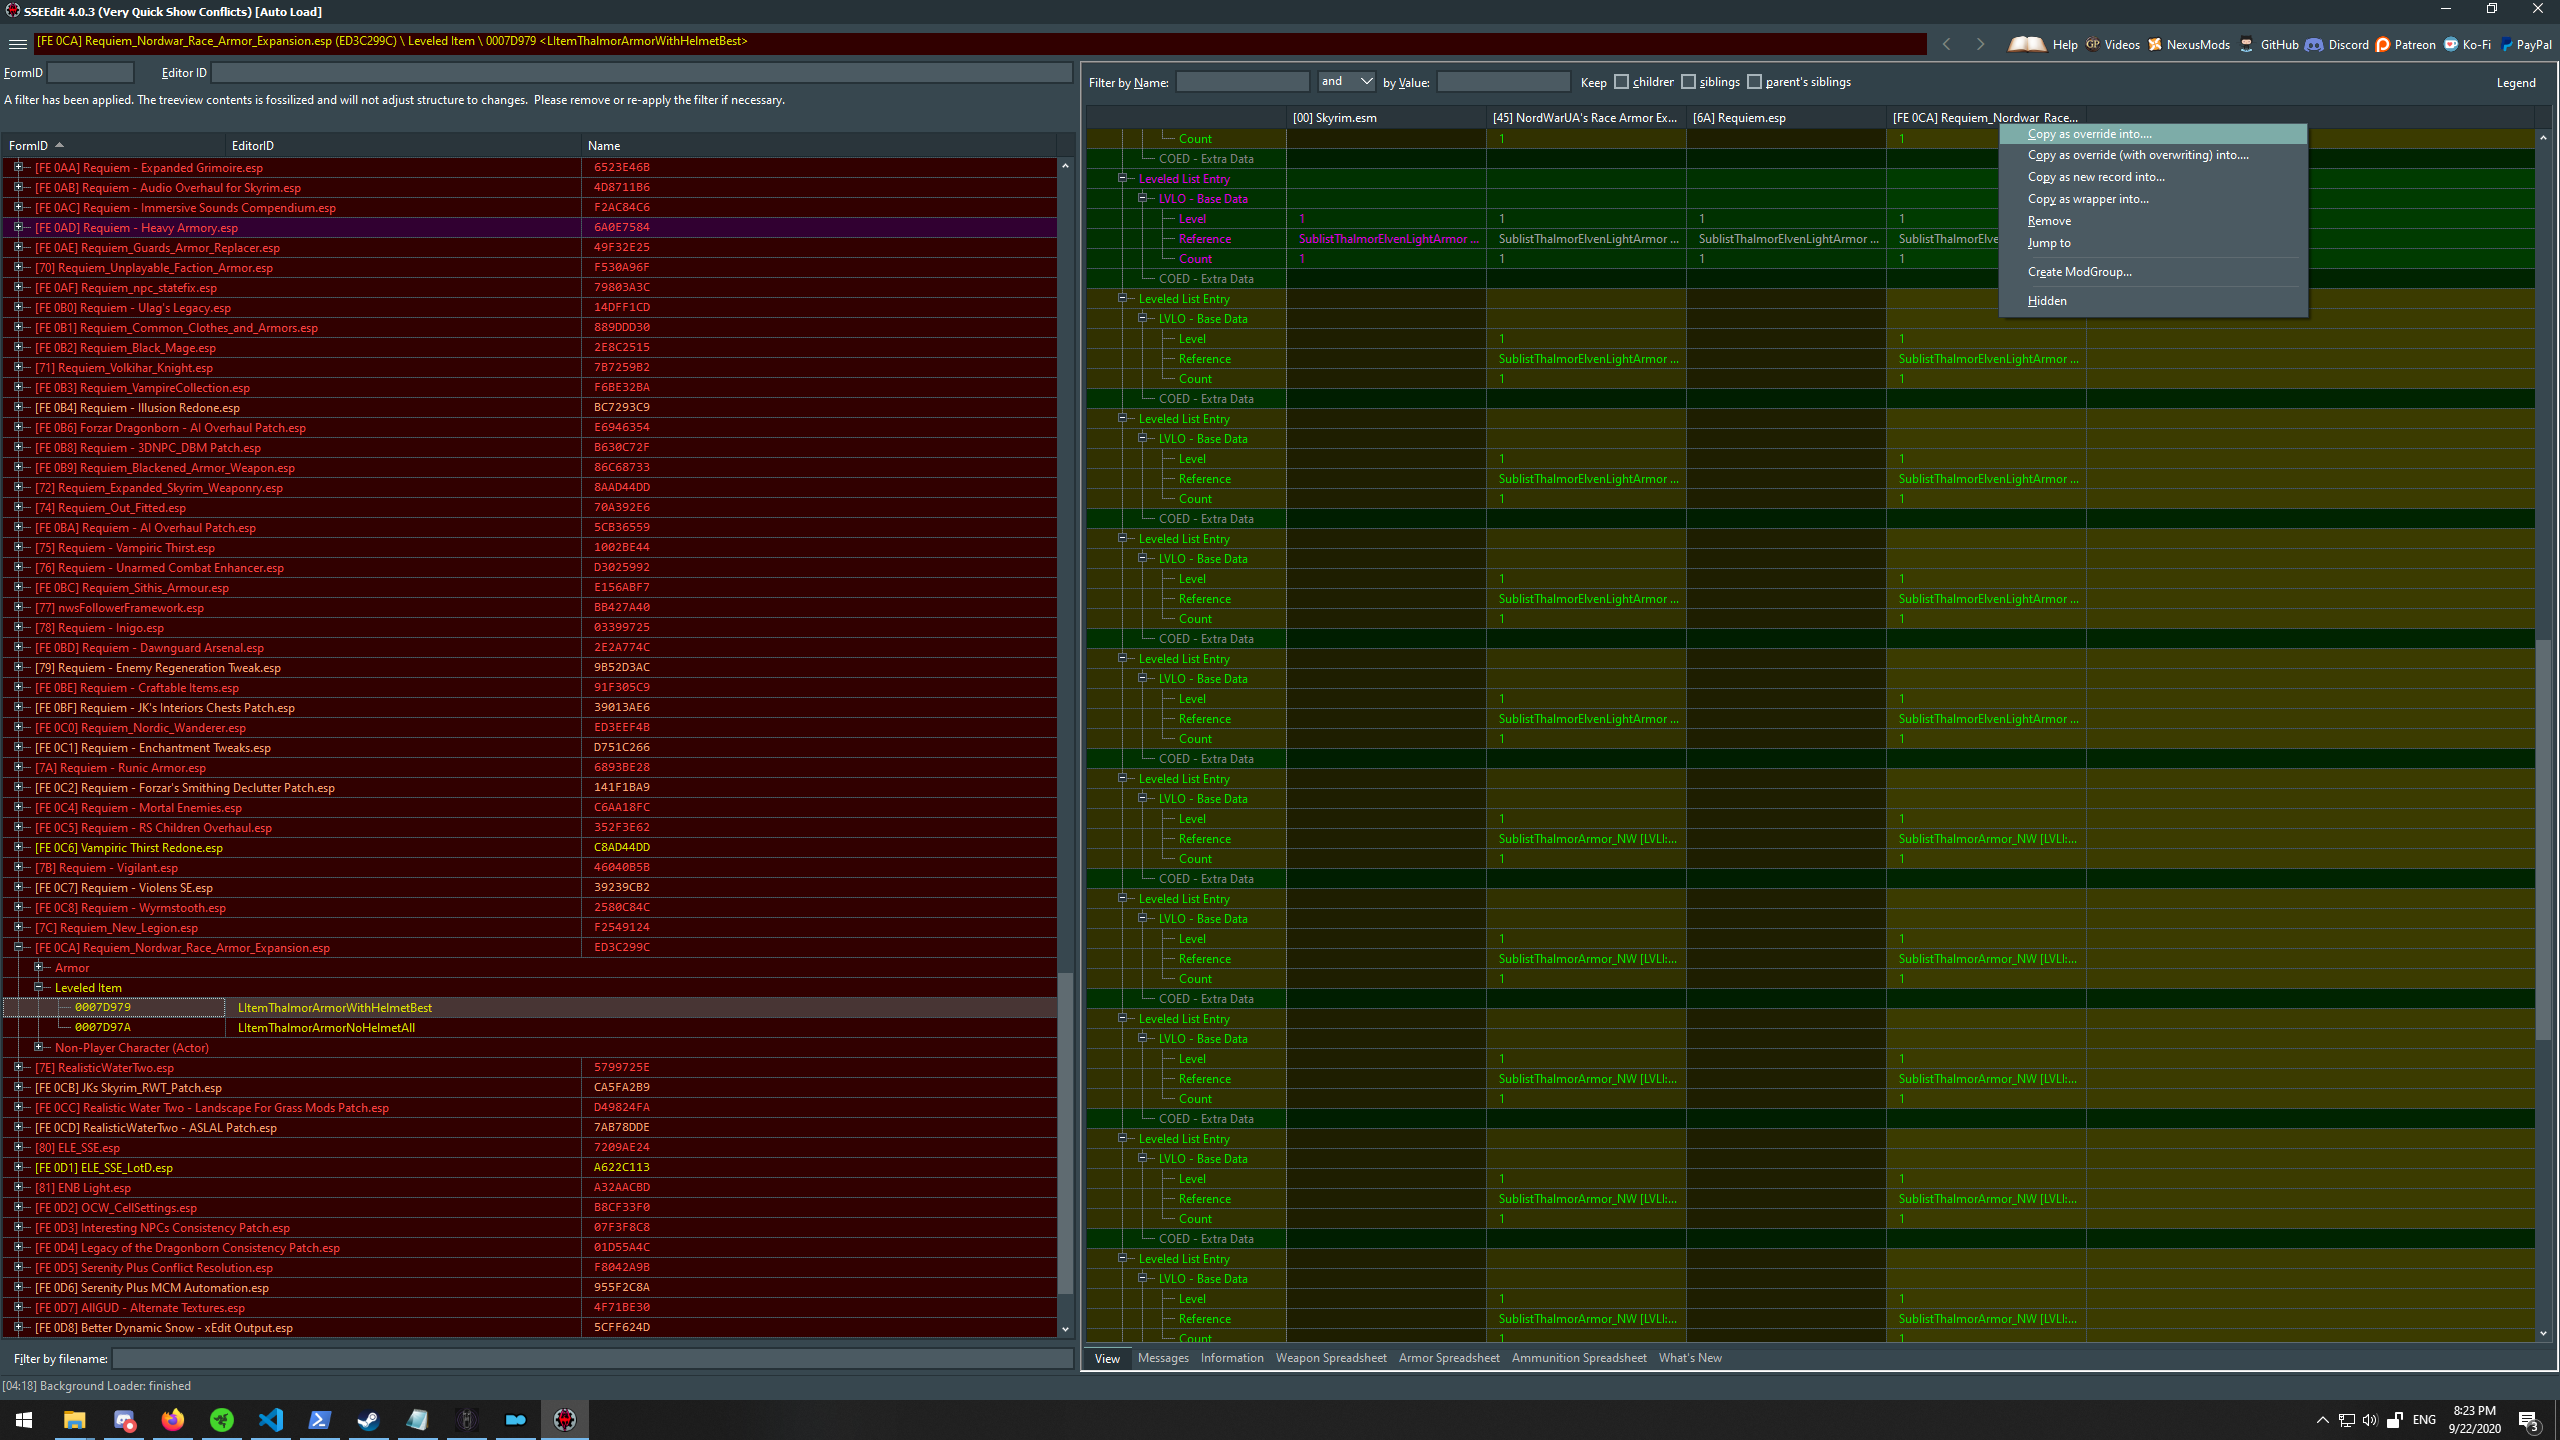 SSEEdit 4.0.3 (Very Quick Show Conflicts) [Auto Load]
[FE 0CA] Requiem_Nordwar_Race_Armor_Expansion.esp (ED3C299C) \ Leveled Item \ 0007D979 <LItemThalmorArmorWithHelmetBest>
Help Videos NexusMods GitHub Discord Patreon Ko-Fi PayPal
FormID Editor ID
A filter has been applied. The treeview contents is fossilized and will not adjust structure to changes. Please remove or re-apply the filter if necessary.
FormID EditorID Name
[FE 0AA] Requiem - Expanded Grimoire.esp 6523E46B
[FE 0AB] Requiem - Audio Overhaul for Skyrim.esp 4D8711B6
[FE 0AC] Requiem - Immersive Sounds Compendium.esp F2AC84C6
[FE 0AD] Requiem - Heavy Armory.esp 6A0E7584
[FE 0AE] Requiem_Guards_Armor_Replacer.esp 49F32E25
[70] Requiem_Unplayable_Faction_Armor.esp F530A96F
[FE 0AF] Requiem_npc_statefix.esp 79803A3C
[FE 0B0] Requiem - Ulag's Legacy.esp 14DFF1CD
[FE 0B1] Requiem_Common_Clothes_and_Armors.esp 889DDD30
[FE 0B2] Requiem_Black_Mage.esp 2E8C2515
[71] Requiem_Volkihar_Knight.esp 7B7259B2
[FE 0B3] Requiem_VampireCollection.esp F6BE32BA
[FE 0B4] Requiem - Illusion Redone.esp BC7293C9
[FE 0B6] Forzar Dragonborn - AI Overhaul Patch.esp E6946354
[FE 0B8] Requiem - 3DNPC_DBM Patch.esp B630C72F
[FE 0B9] Requiem_Blackened_Armor_Weapon.esp 86C68733
[72] Requiem_Expanded_Skyrim_Weaponry.esp 8AAD44DD
[74] Requiem_Out_Fitted.esp 70A392E6
[FE 0BA] Requiem - AI Overhaul Patch.esp 5CB36559
[75] Requiem - Vampiric Thirst.esp 1002BE44
[76] Requiem - Unarmed Combat Enhancer.esp D3025992
[FE 0BC] Requiem_Sithis_Armour.esp E156ABF7
[77] nwsFollowerFramework.esp BB427A40
[78] Requiem - Inigo.esp 03399725
[FE 0BD] Requiem - Dawnguard Arsenal.esp 2E2A774C
[79] Requiem - Enemy Regeneration Tweak.esp 9B52D3AC
[FE 0BE] Requiem - Craftable Items.esp 91F305C9
[FE 0BF] Requiem - JK's Interiors Chests Patch.esp 39013AE6
[FE 0C0] Requiem_Nordic_Wanderer.esp ED3EEF4B
[FE 0C1] Requiem - Enchantment Tweaks.esp D751C266
[7A] Requiem - Runic Armor.esp 6893BE28
[FE 0C2] Requiem - Forzar's Smithing Declutter Patch.esp 141F1BA9
[FE 0C4] Requiem - Mortal Enemies.esp C6AA18FC
[FE 0C5] Requiem - RS Children Overhaul.esp 352F3E62
[FE 0C6] Vampiric Thirst Redone.esp C8AD44DD
[7B] Requiem - Vigilant.esp 46040B5B
[FE 0C7] Requiem - Violens SE.esp 39239CB2
[FE 0C8] Requiem - Wyrmstooth.esp 2580C84C
[7C] Requiem_New_Legion.esp F2549124
[FE 0CA] Requiem_Nordwar_Race_Armor_Expansion.esp ED3C299C
Armor
Leveled Item
0007D979 LItemThalmorArmorWithHelmetBest
0007D97A LItemThalmorArmorNoHelmetAll
Non-Player Character (Actor)
[7E] RealisticWaterTwo.esp 5799725E
[FE 0CB] JKs Skyrim_RWT_Patch.esp CA5FA2B9
[FE 0CC] Realistic Water Two - Landscape For Grass Mods Patch.esp D49824FA
[FE 0CD] RealisticWaterTwo - ASLAL Patch.esp 7AB78DDE
[80] ELE_SSE.esp 7209AE24
[FE 0D1] ELE_SSE_LotD.esp A622C113
[81] ENB Light.esp A32AACBD
[FE 0D2] OCW_CellSettings.esp B8CF33F0
[FE 0D3] Interesting NPCs Consistency Patch.esp 07F3F8C8
[FE 0D4] Legacy of the Dragonborn Consistency Patch.esp 01D55A4C
[FE 0D5] Serenity Plus Conflict Resolution.esp F8042A9B
[FE 0D6] Serenity Plus MCM Automation.esp 955F2C8A
[FE 0D7] AllGUD - Alternate Textures.esp 4F71BE30
[FE 0D8] Better Dynamic Snow - xEdit Output.esp 5CFF624D
Filter by filename:
[04:18] Background Loader: finished
Filter by Name: and by Value: Keep children siblings parent's siblings Legend
[00] Skyrim.esm [45] NordWarUA's Race Armor Ex... [6A] Requiem.esp [FE 0CA] Requiem_Nordwar_Race...
Copy as override into....
Copy as override (with overwriting) into....
Copy as new record into...
Copy as wrapper into...
Remove
Jump to
Create ModGroup...
Hidden
Count 1 1
COED - Extra Data
Leveled List Entry
LVLO - Base Data
Level 1 1 1 1
Reference SublistThalmorElvenLightArmor ... SublistThalmorElvenLightArmor ... SublistThalmorElvenLightArmor ... SublistThalmorElve
Count 1 1 1 1
COED - Extra Data
Leveled List Entry
LVLO - Base Data
Level 1 1
Reference SublistThalmorElvenLightArmor ... SublistThalmorElvenLightArmor ...
Count 1 1
COED - Extra Data
Leveled List Entry
LVLO - Base Data
Level 1 1
Reference SublistThalmorElvenLightArmor ... SublistThalmorElvenLightArmor ...
Count 1 1
COED - Extra Data
Leveled List Entry
LVLO - Base Data
Level 1 1
Reference SublistThalmorElvenLightArmor ... SublistThalmorElvenLightArmor ...
Count 1 1
COED - Extra Data
Leveled List Entry
LVLO - Base Data
Level 1 1
Reference SublistThalmorElvenLightArmor ... SublistThalmorElvenLightArmor ...
Count 1 1
COED - Extra Data
Leveled List Entry
LVLO - Base Data
Level 1 1
Reference SublistThalmorArmor_NW [LVLI:... SublistThalmorArmor_NW [LVLI:...
Count 1 1
COED - Extra Data
Leveled List Entry
LVLO - Base Data
Level 1 1
Reference SublistThalmorArmor_NW [LVLI:... SublistThalmorArmor_NW [LVLI:...
Count 1 1
COED - Extra Data
Leveled List Entry
LVLO - Base Data
Level 1 1
Reference SublistThalmorArmor_NW [LVLI:... SublistThalmorArmor_NW [LVLI:...
Count 1 1
COED - Extra Data
Leveled List Entry
LVLO - Base Data
Level 1 1
Reference SublistThalmorArmor_NW [LVLI:... SublistThalmorArmor_NW [LVLI:...
Count 1 1
COED - Extra Data
Leveled List Entry
LVLO - Base Data
Level 1 1
Reference SublistThalmorArmor_NW [LVLI:... SublistThalmorArmor_NW [LVLI:...
Count 1 1
View Messages Information Weapon Spreadsheet Armor Spreadsheet Ammunition Spreadsheet What's New
ENG 8:23 PM
9/22/2020
3